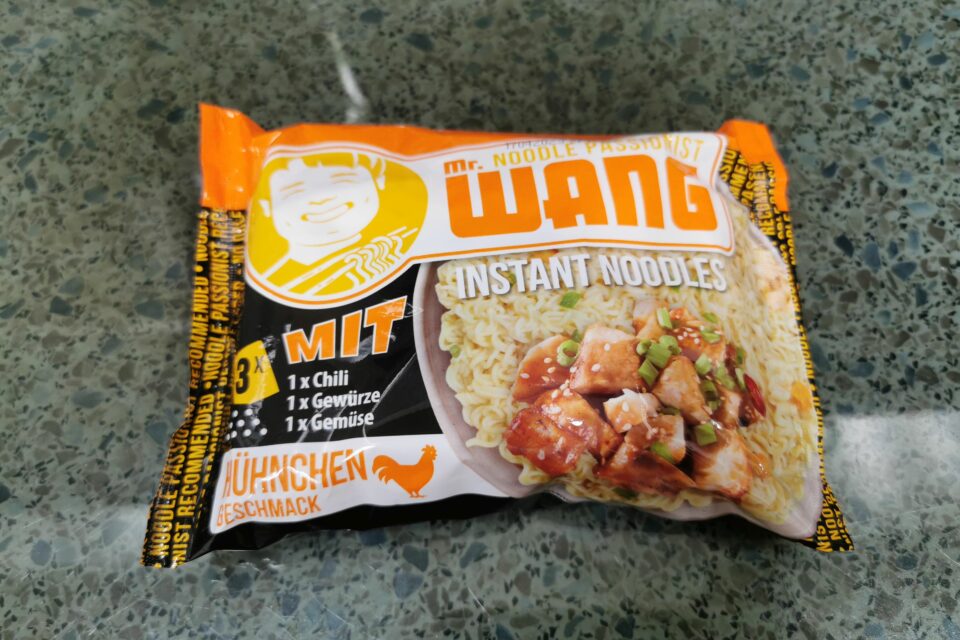 NOODLE PASSIONIST
Mr. WANG
INSTANT NOODLES
MIT
3x
1 x Chili
1 x Gewürze
1 x Gemüse
HÜHNCHEN
GESCHMACK
NOODLE PASSIONIST RECOMMENDED